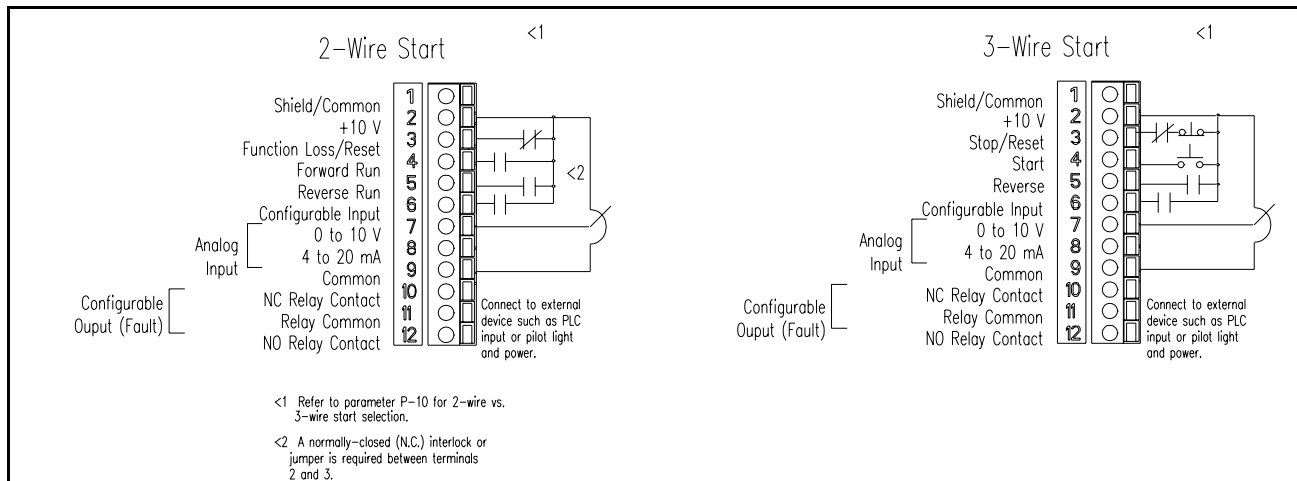 2-Wire Start
<1
Shield/Common
+10 V
Function Loss/Reset
Forward Run
Reverse Run
Configurable Input
0 to 10 V
4 to 20 mA
Common
NC Relay Contact
Relay Common
NO Relay Contact
Analog
Input
Configurable
Ouput (Fault)
1
2
3
4
5
6
7
8
9
10
11
12
<2
Connect to external
device such as PLC
input or pilot light
and power.
<1 Refer to parameter P-10 for 2-wire vs.
3-wire start selection.
<2 A normally-closed (N.C.) interlock or
jumper is required between terminals
2 and 3.
3-Wire Start
<1
Shield/Common
+10 V
Stop/Reset
Start
Reverse
Configurable Input
0 to 10 V
4 to 20 mA
Common
NC Relay Contact
Relay Common
NO Relay Contact
Analog
Input
Configurable
Ouput (Fault)
1
2
3
4
5
6
7
8
9
10
11
12
Connect to external
device such as PLC
input or pilot light
and power.